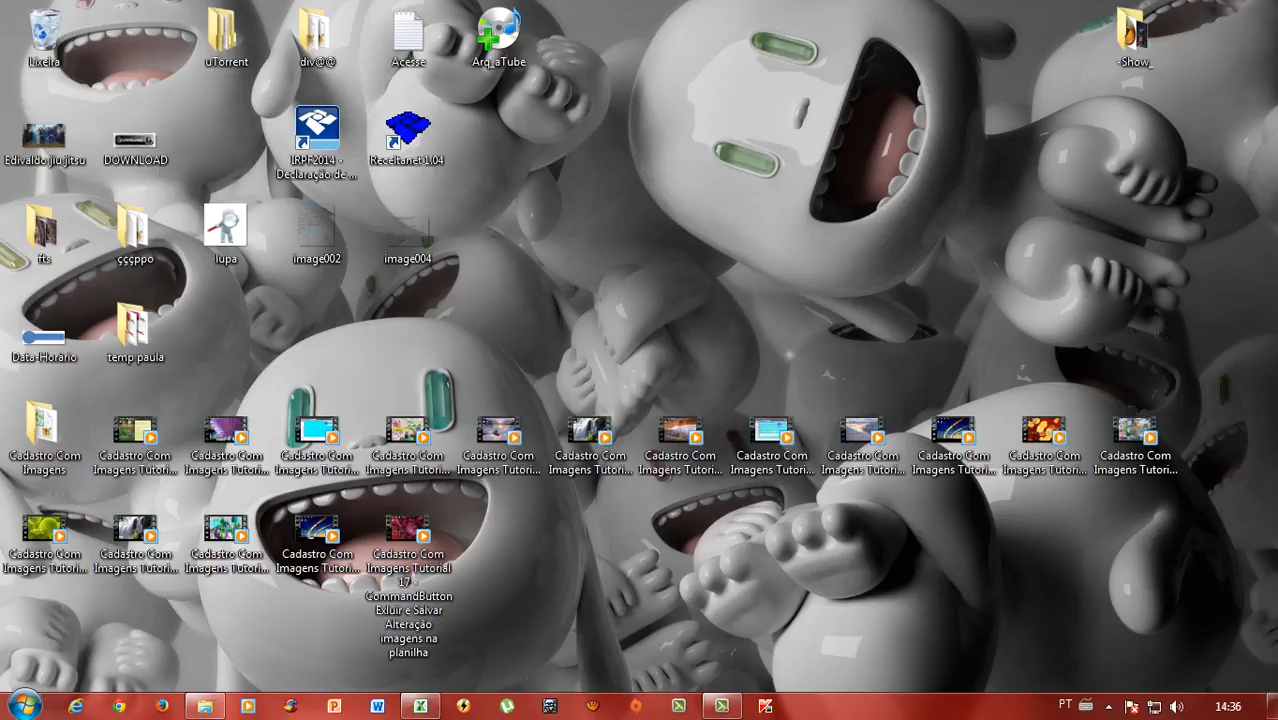 Lixeira
uTorrent
div@@
Acesse
Arq_aTube
-Show_
Edivaldo jiu jitsu
DOWNLOAD
IRPF2014 -
Declaração de ...
Receitanet 1.04
fts
çççppo
lupa
image002
image004
Data-Horario
temp paula
Cadastro Com
Imagens
Cadastro Com
Imagens Tutori...
Cadastro Com
Imagens Tutori...
Cadastro Com
Imagens Tutori...
Cadastro Com
Imagens Tutori...
Cadastro Com
Imagens Tutori...
Cadastro Com
Imagens Tutori...
Cadastro Com
Imagens Tutori...
Cadastro Com
Imagens Tutori...
Cadastro Com
Imagens Tutori...
Cadastro Com
Imagens Tutori...
Cadastro Com
Imagens Tutori...
Cadastro Com
Imagens Tutori...
Cadastro Com
Imagens Tutori...
Cadastro Com
Imagens Tutori...
Cadastro Com
Imagens Tutori...
Cadastro Com
Imagens Tutori...
Cadastro Com
Imagens Tutorial
17 -
CommandButton
Exluir e Salvar
Alteração
imagens na
planilha
PT
14:36